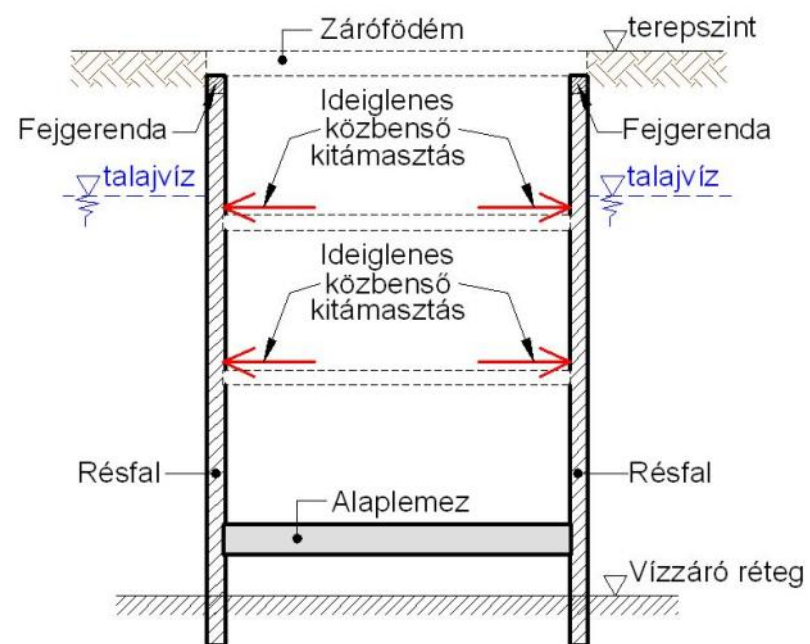 Zárófödém
terepszint
Ideiglenes
közbenső
kitámasztás
Fejgerenda
Fejgerenda
talajvíz
talajvíz
Ideiglenes
közbenső
kitámasztás
Résfal
Résfal
Alaplemez
Vízzáró réteg